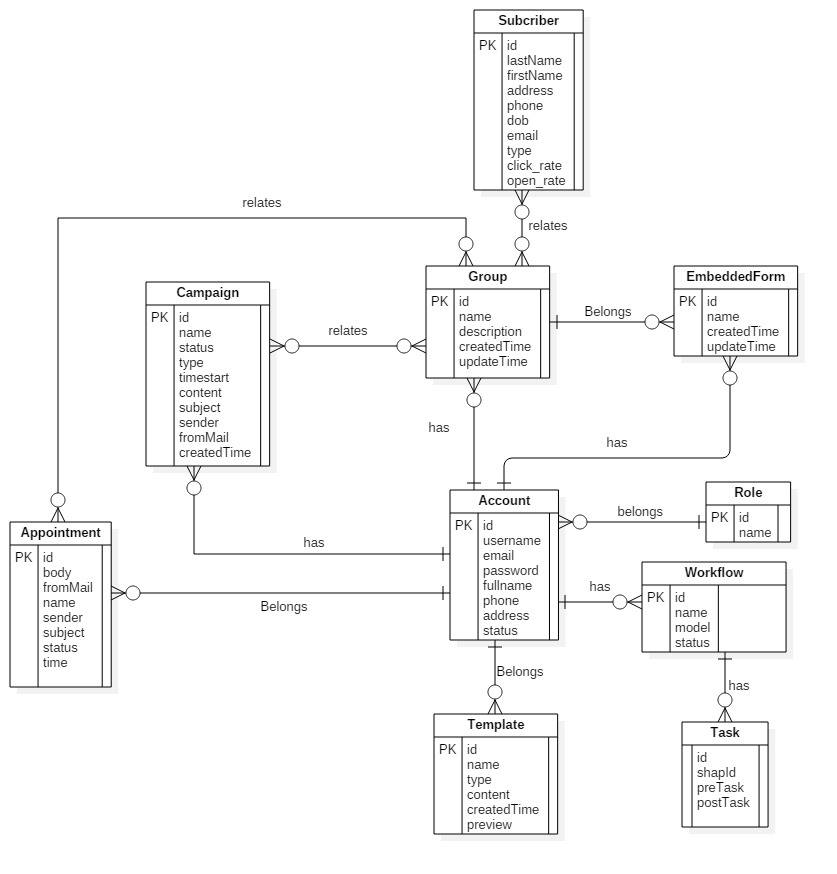 Subcriber
PK
id
lastName
firstName
address
phone
dob
email
type
click_rate
open_rate
relates
relates
Group
PK
id
name
description
createdTime
updateTime
EmbeddedForm
PK
id
name
createdTime
updateTime
Belongs
Campaign
PK
id
name
status
type
timestart
content
subject
sender
fromMail
createdTime
relates
has
has
Account
PK
id
username
email
password
fullname
phone
address
status
Role
PK
id
name
belongs
Appointment
PK
id
body
fromMail
name
sender
subject
status
time
has
Belongs
Workflow
PK
id
name
model
status
has
Belongs
has
Template
PK
id
name
type
content
createdTime
preview
Task
id
shapId
preTask
postTask